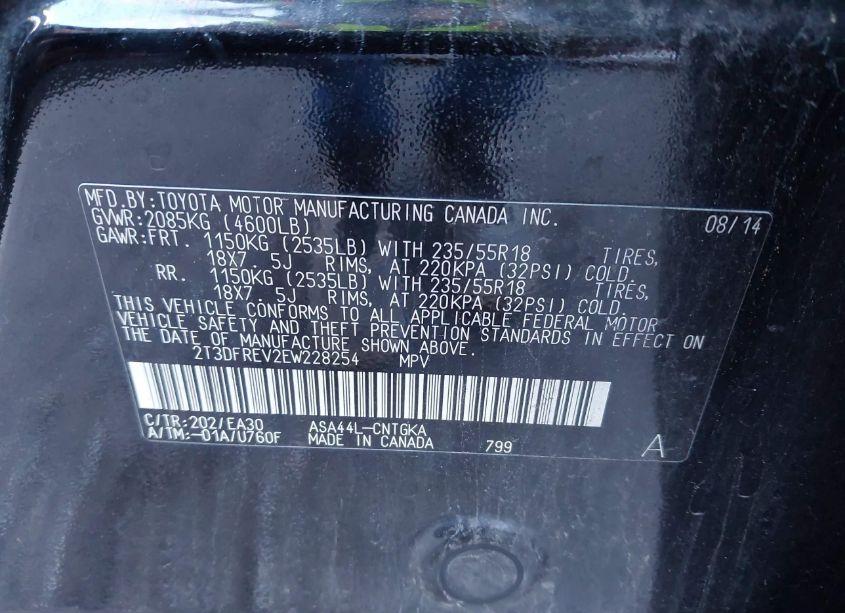 MFD.BY:TOYOTA MOTOR MANUFACTURING CANADA INC. 08/14
GVWR:2085KG (4600LB)
GAWR:FRT. 1150KG (2535LB) WITH 235/55R18 TIRES,
18X7.5J RIMS, AT 220KPA (32PSI) COLD,
RR. 1150KG (2535LB) WITH 235/55R18 TIRES,
18X7.5J RIMS, AT 220KPA (32PSI) COLD.
THIS VEHICLE CONFORMS TO ALL APPLICABLE FEDERAL MOTOR
VEHICLE SAFETY AND THEFT PREVENTION STANDARDS IN EFFECT ON
THE DATE OF MANUFACTURE SHOWN ABOVE.
2T3DFREV2EW228254 MPV
C/TR:202/EA30 ASA44L-CNTGKA
A/TM:-01A/U760F MADE IN CANADA 799 A